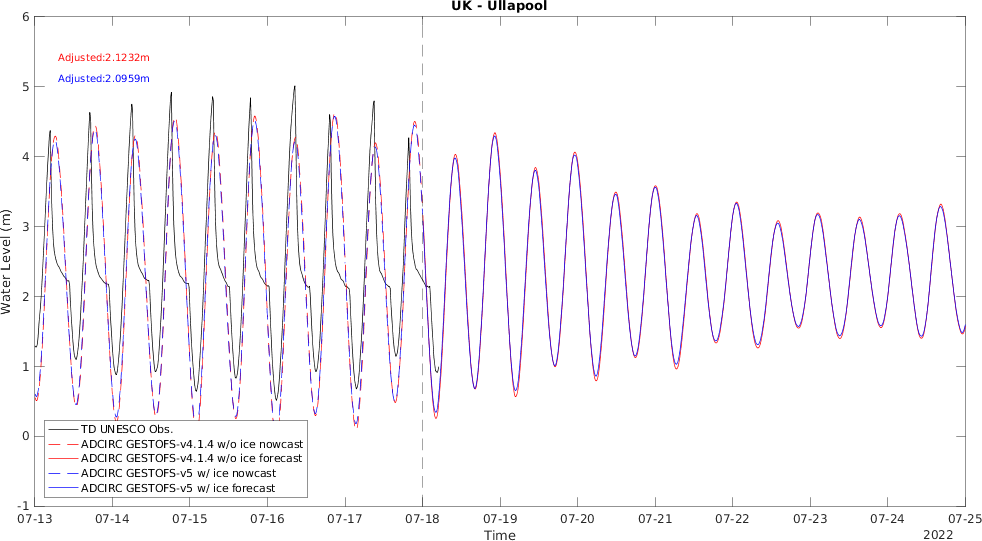 UK - Ullapool
6
5
4
3
2
1
0
-1
Water Level (m)
Adjusted:2.1232m
Adjusted:2.0959m
TD UNESCO Obs.
ADCIRC GESTOFS-v4.1.4 w/o ice nowcast
ADCIRC GESTOFS-v4.1.4 w/o ice forecast
ADCIRC GESTOFS-v5 w/ ice nowcast
ADCIRC GESTOFS-v5 w/ ice forecast
07-13 07-14 07-15 07-16 07-17 07-18 07-19 07-20 07-21 07-22 07-23 07-24 07-25
Time
2022